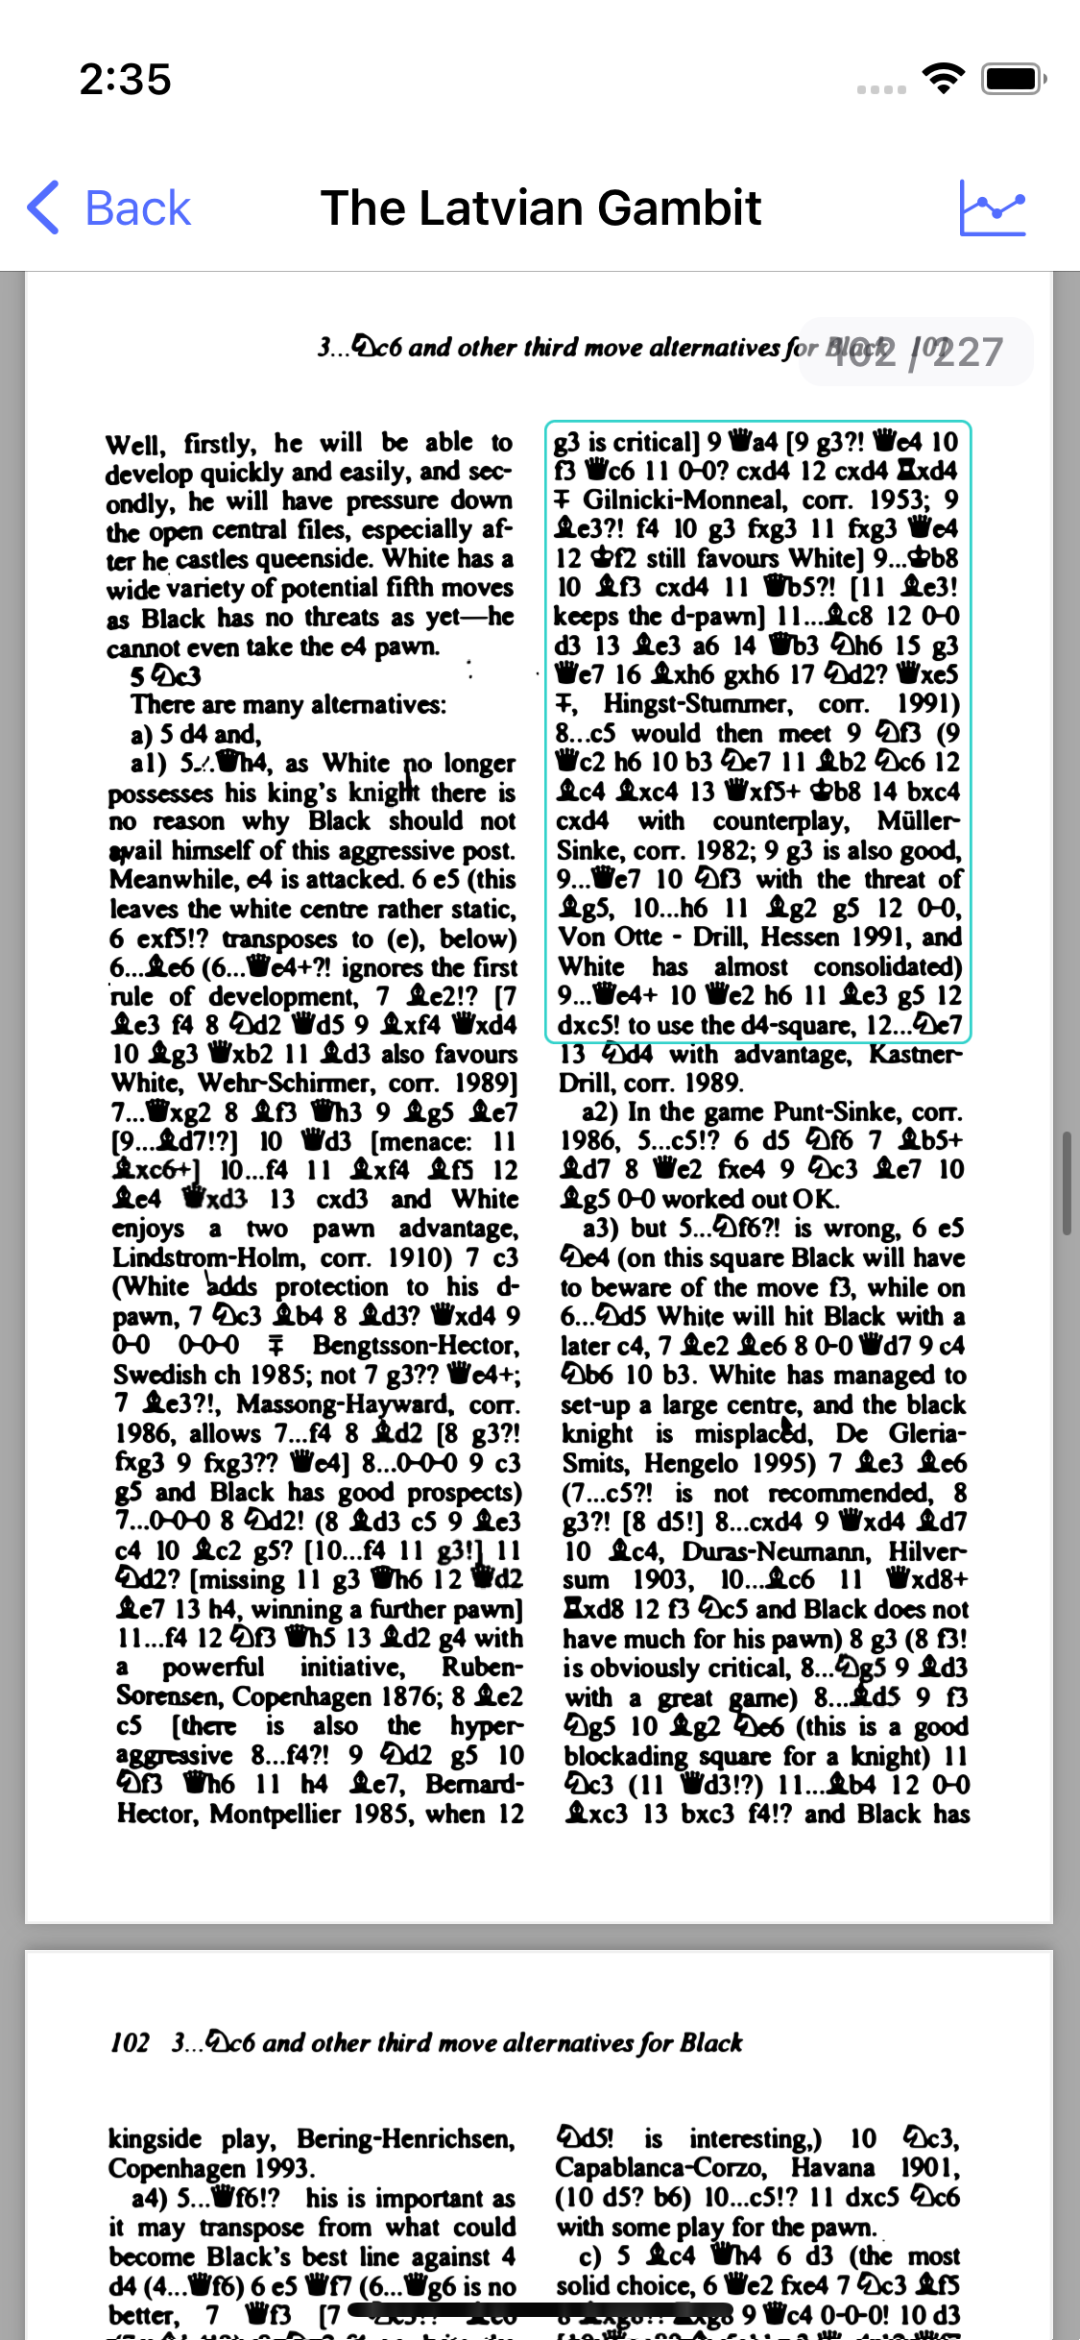 2:35
Back
The Latvian Gambit
102 / 227
3...♘c6 and other third move alternatives for Black 101
Well, firstly, he will be able to
develop quickly and easily, and sec-
ondly, he will have pressure down
the open central files, especially af-
ter he castles queenside. White has a
wide variety of potential fifth moves
as Black has no threats as yet—he
cannot even take the e4 pawn.
5 ♘c3
There are many alternatives:
a) 5 d4 and,
a1) 5...♕h4, as White no longer
possesses his king's knight there is
no reason why Black should not
avail himself of this aggressive post.
Meanwhile, e4 is attacked. 6 e5 (this
leaves the white centre rather static,
6 exf5!? transposes to (e), below)
6...♗e6 (6...♕e4+?! ignores the first
rule of development, 7 ♗e2!? [7
♗e3 f4 8 ♘d2 ♕d5 9 ♗xf4 ♕xd4
10 ♗g3 ♕xb2 11 ♗d3 also favours
White, Wehr-Schirmer, corr. 1989]
7...♕xg2 8 ♗f3 ♕h3 9 ♗g5 ♗e7
[9...♗d7!?] 10 ♕d3 [menace: 11
♗xc6+] 10...f4 11 ♗xf4 ♗f5 12
♗e4 ♕xd3 13 cxd3 and White
enjoys a two pawn advantage,
Lindstrom-Holm, corr. 1910) 7 c3
(White adds protection to his d-
pawn, 7 ♘c3 ♗b4 8 ♗d3? ♕xd4 9
0-0 0-0-0 ∓ Bengtsson-Hector,
Swedish ch 1985; not 7 g3?? ♕e4+;
7 ♗e3?!, Massong-Hayward, corr.
1986, allows 7...f4 8 ♗d2 [8 g3?!
fxg3 9 fxg3?? ♕e4] 8...0-0-0 9 c3
g5 and Black has good prospects)
7...0-0-0 8 ♘d2! (8 ♗d3 c5 9 ♗e3
c4 10 ♗c2 g5? [10...f4 11 g3!] 11
♘d2? [missing 11 g3 ♕h6 12 ♕d2
♗e7 13 h4, winning a further pawn]
11...f4 12 ♘f3 ♕h5 13 ♗d2 g4 with
a powerful initiative, Ruben-
Sorensen, Copenhagen 1876; 8 ♗e2
c5 [there is also the hyper-
aggressive 8...f4?! 9 ♘d2 g5 10
♘f3 ♕h6 11 h4 ♗e7, Bernard-
Hector, Montpellier 1985, when 12
g3 is critical] 9 ♕a4 [9 g3?! ♕e4 10
f3 ♕c6 11 0-0? cxd4 12 cxd4 ♖xd4
∓ Gilnicki-Monneal, corr. 1953; 9
♗e3?! f4 10 g3 fxg3 11 fxg3 ♕e4
12 ♔f2 still favours White] 9...♔b8
10 ♗f3 cxd4 11 ♕b5?! [11 ♗e3!
keeps the d-pawn] 11...♗c8 12 0-0
d3 13 ♗e3 a6 14 ♕b3 ♘h6 15 g3
♕e7 16 ♗xh6 gxh6 17 ♘d2? ♕xe5
∓, Hingst-Stummer, corr. 1991)
8...c5 would then meet 9 ♘f3 (9
♕c2 h6 10 b3 ♘e7 11 ♗b2 ♘c6 12
♗c4 ♗xc4 13 ♕xf5+ ♔b8 14 bxc4
cxd4 with counterplay, Müller-
Sinke, corr. 1982; 9 g3 is also good,
9...♕e7 10 ♘f3 with the threat of
♗g5, 10...h6 11 ♗g2 g5 12 0-0,
Von Otte - Drill, Hessen 1991, and
White has almost consolidated)
9...♕e4+ 10 ♕e2 h6 11 ♗e3 g5 12
dxc5! to use the d4-square, 12...♘e7
13 ♘d4 with advantage, Kastner-
Drill, corr. 1989.
a2) In the game Punt-Sinke, corr.
1986, 5...c5!? 6 d5 ♘f6 7 ♗b5+
♗d7 8 ♕e2 fxe4 9 ♘c3 ♗e7 10
♗g5 0-0 worked out OK.
a3) but 5...♘f6?! is wrong, 6 e5
♘e4 (on this square Black will have
to beware of the move f3, while on
6...♘d5 White will hit Black with a
later c4, 7 ♗e2 ♗e6 8 0-0 ♕d7 9 c4
♘b6 10 b3. White has managed to
set-up a large centre, and the black
knight is misplaced, De Gleria-
Smits, Hengelo 1995) 7 ♗e3 ♗e6
(7...c5?! is not recommended, 8
g3?! [8 d5!] 8...cxd4 9 ♕xd4 ♗d7
10 ♗c4, Duras-Neumann, Hilver-
sum 1903, 10...♗c6 11 ♕xd8+
♖xd8 12 f3 ♘c5 and Black does not
have much for his pawn) 8 g3 (8 f3!
is obviously critical, 8...♘g5 9 ♗d3
with a great game) 8...♗d5 9 f3
♘g5 10 ♗g2 ♘e6 (this is a good
blockading square for a knight) 11
♘c3 (11 ♕d3!?) 11...♗b4 12 0-0
♗xc3 13 bxc3 f4!? and Black has
102 3...♘c6 and other third move alternatives for Black
kingside play, Bering-Henrichsen,
Copenhagen 1993.
a4) 5...♕f6!? his is important as
it may transpose from what could
become Black's best line against 4
d4 (4...♕f6) 6 e5 ♕f7 (6...♕g6 is no
better, 7 ♕f3 [7
♘d5! is interesting,) 10 ♘c3,
Capablanca-Corzo, Havana 1901,
(10 d5? b6) 10...c5!? 11 dxc5 ♘c6
with some play for the pawn.
c) 5 ♗c4 ♕h4 6 d3 (the most
solid choice, 6 ♕e2 fxe4 7 ♘c3 ♗f5
9 ♕c4 0-0-0! 10 d3